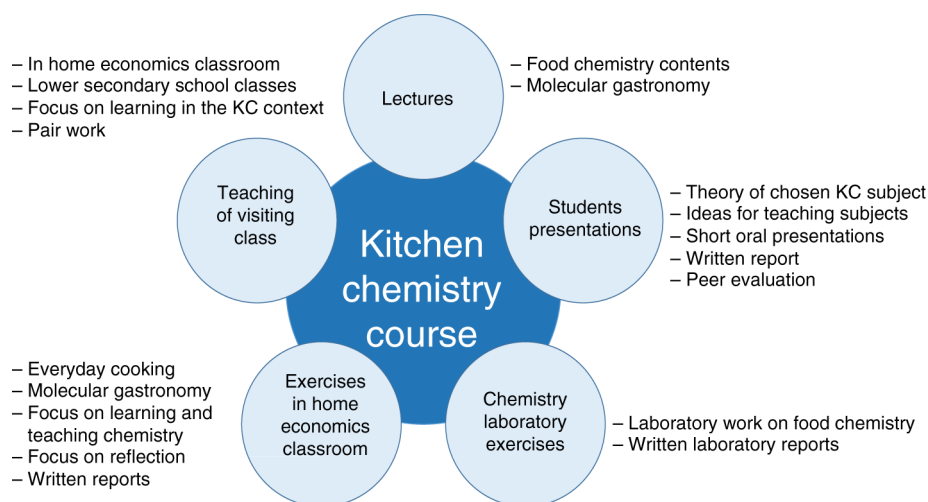 – In home economics classroom
– Lower secondary school classes
– Focus on learning in the KC context
– Pair work
Lectures
– Food chemistry contents
– Molecular gastronomy
Teaching
of visiting
class
Students
presentations
– Theory of chosen KC subject
– Ideas for teaching subjects
– Short oral presentations
– Written report
– Peer evaluation
Kitchen
chemistry
course
– Everyday cooking
– Molecular gastronomy
– Focus on learning and
teaching chemistry
– Focus on reflection
– Written reports
Exercises
in home
economics
classroom
Chemistry
laboratory
exercises
– Laboratory work on food chemistry
– Written laboratory reports